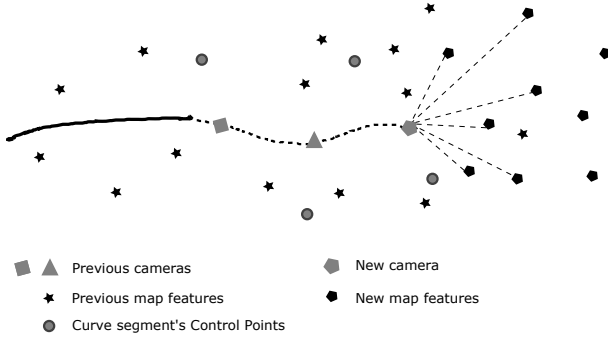 Previous cameras
New camera
Previous map features
New map features
Curve segment's Control Points